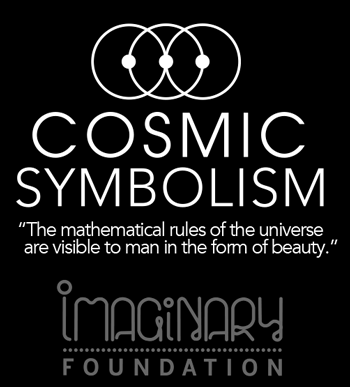 COSMIC
SYMBOLISM
“The mathematical rules of the universe
are visible to man in the form of beauty.”
imaginary
FOUNDATION